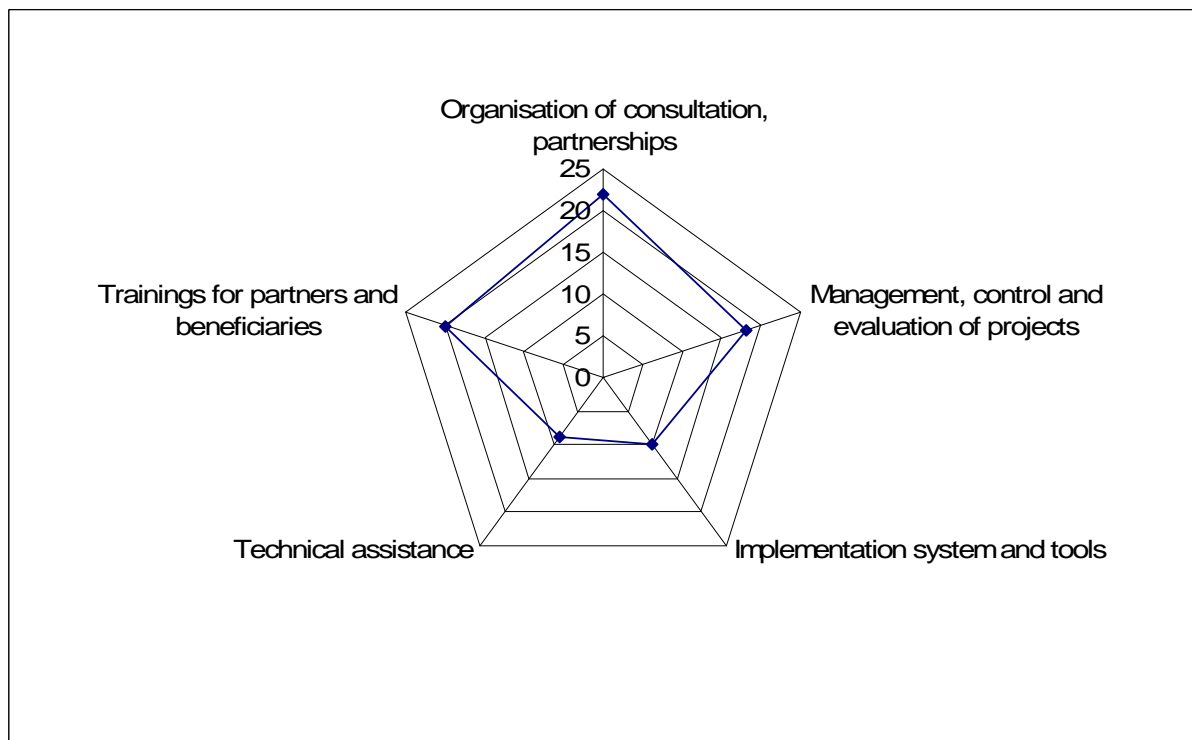 Organisation of consultation,
partnerships
25
20
15
10
5
0
Trainings for partners and
beneficiaries
Management, control and
evaluation of projects
Technical assistance
Implementation system and tools